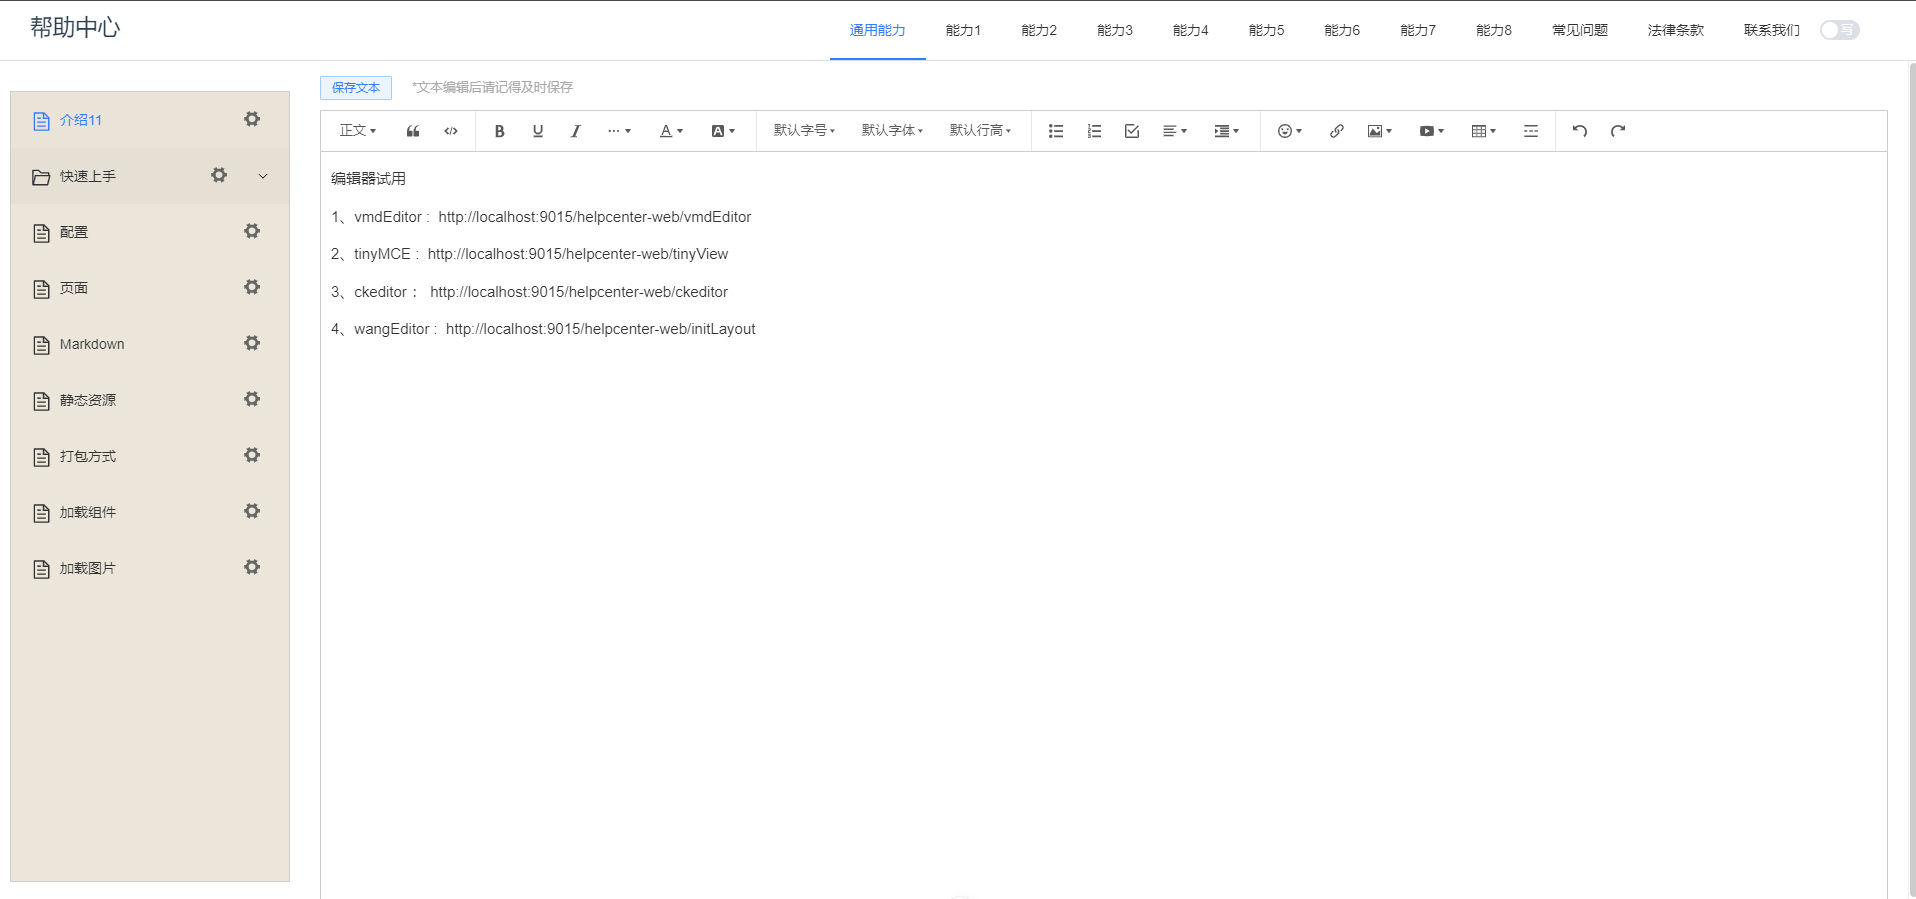 帮助中心
通用能力 能力1 能力2 能力3 能力4 能力5 能力6 能力7 能力8 常见问题 法律条款 联系我们 写
保存文本 *文本编辑后请记得及时保存
介绍11
快速上手
配置
页面
Markdown
静态资源
打包方式
加载组件
加载图片
正文 默认字号 默认字体 默认行高
编辑器试用
1、vmdEditor : http://localhost:9015/helpcenter-web/vmdEditor
2、tinyMCE : http://localhost:9015/helpcenter-web/tinyView
3、ckeditor ： http://localhost:9015/helpcenter-web/ckeditor
4、wangEditor : http://localhost:9015/helpcenter-web/initLayout